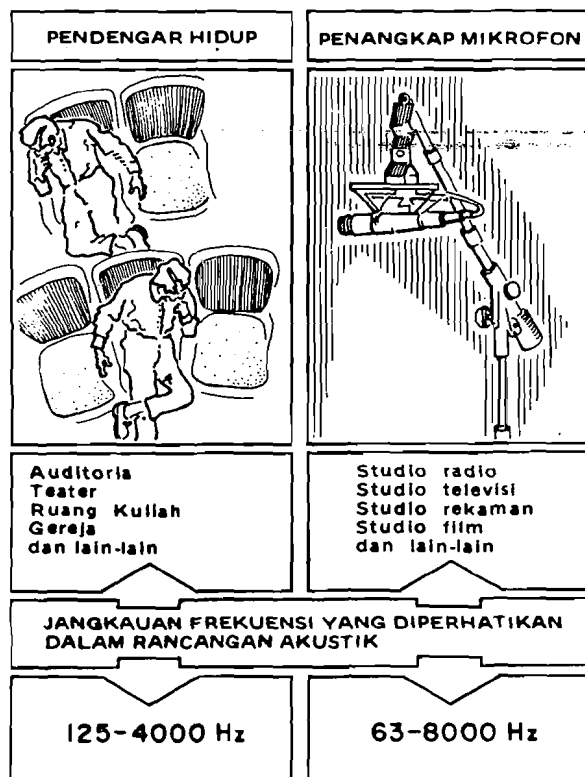 PENDENGAR HIDUP
PENANGKAP MIKROFON
Auditoria
Teater
Ruang Kuliah
Gereja
dan lain-lain
Studio radio
Studio televisi
Studio rekaman
Studio film
dan lain-lain
JANGKAUAN FREKUENSI YANG DIPERHATIKAN
DALAM RANCANGAN AKUSTIK
125-4000 Hz
63-8000 Hz